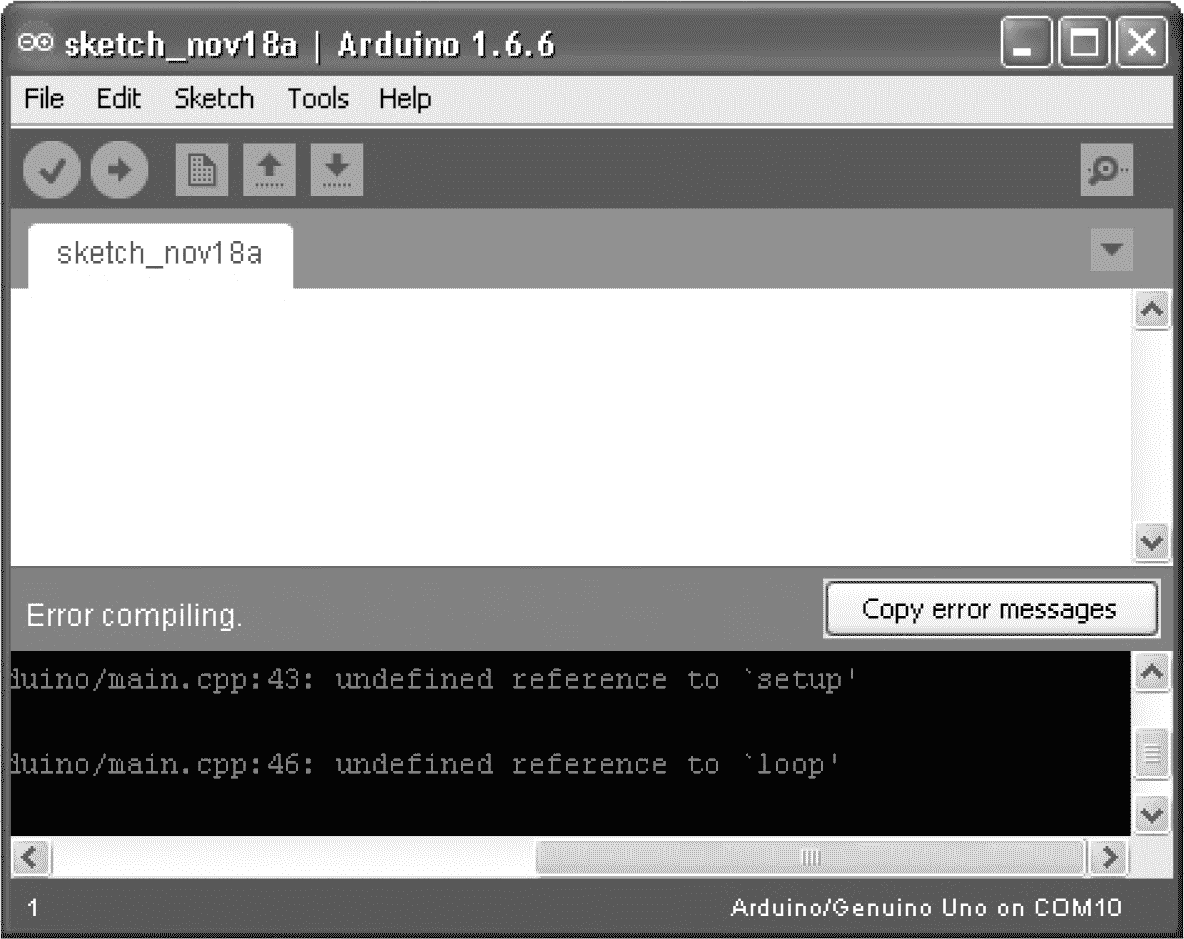 sketch_nov18a | Arduino 1.6.6
File Edit Sketch Tools Help
sketch_nov18a
Error compiling.
Copy error messages
duino/main.cpp:43: undefined reference to `setup'
duino/main.cpp:46: undefined reference to `loop'
1
Arduino/Genuino Uno on COM10